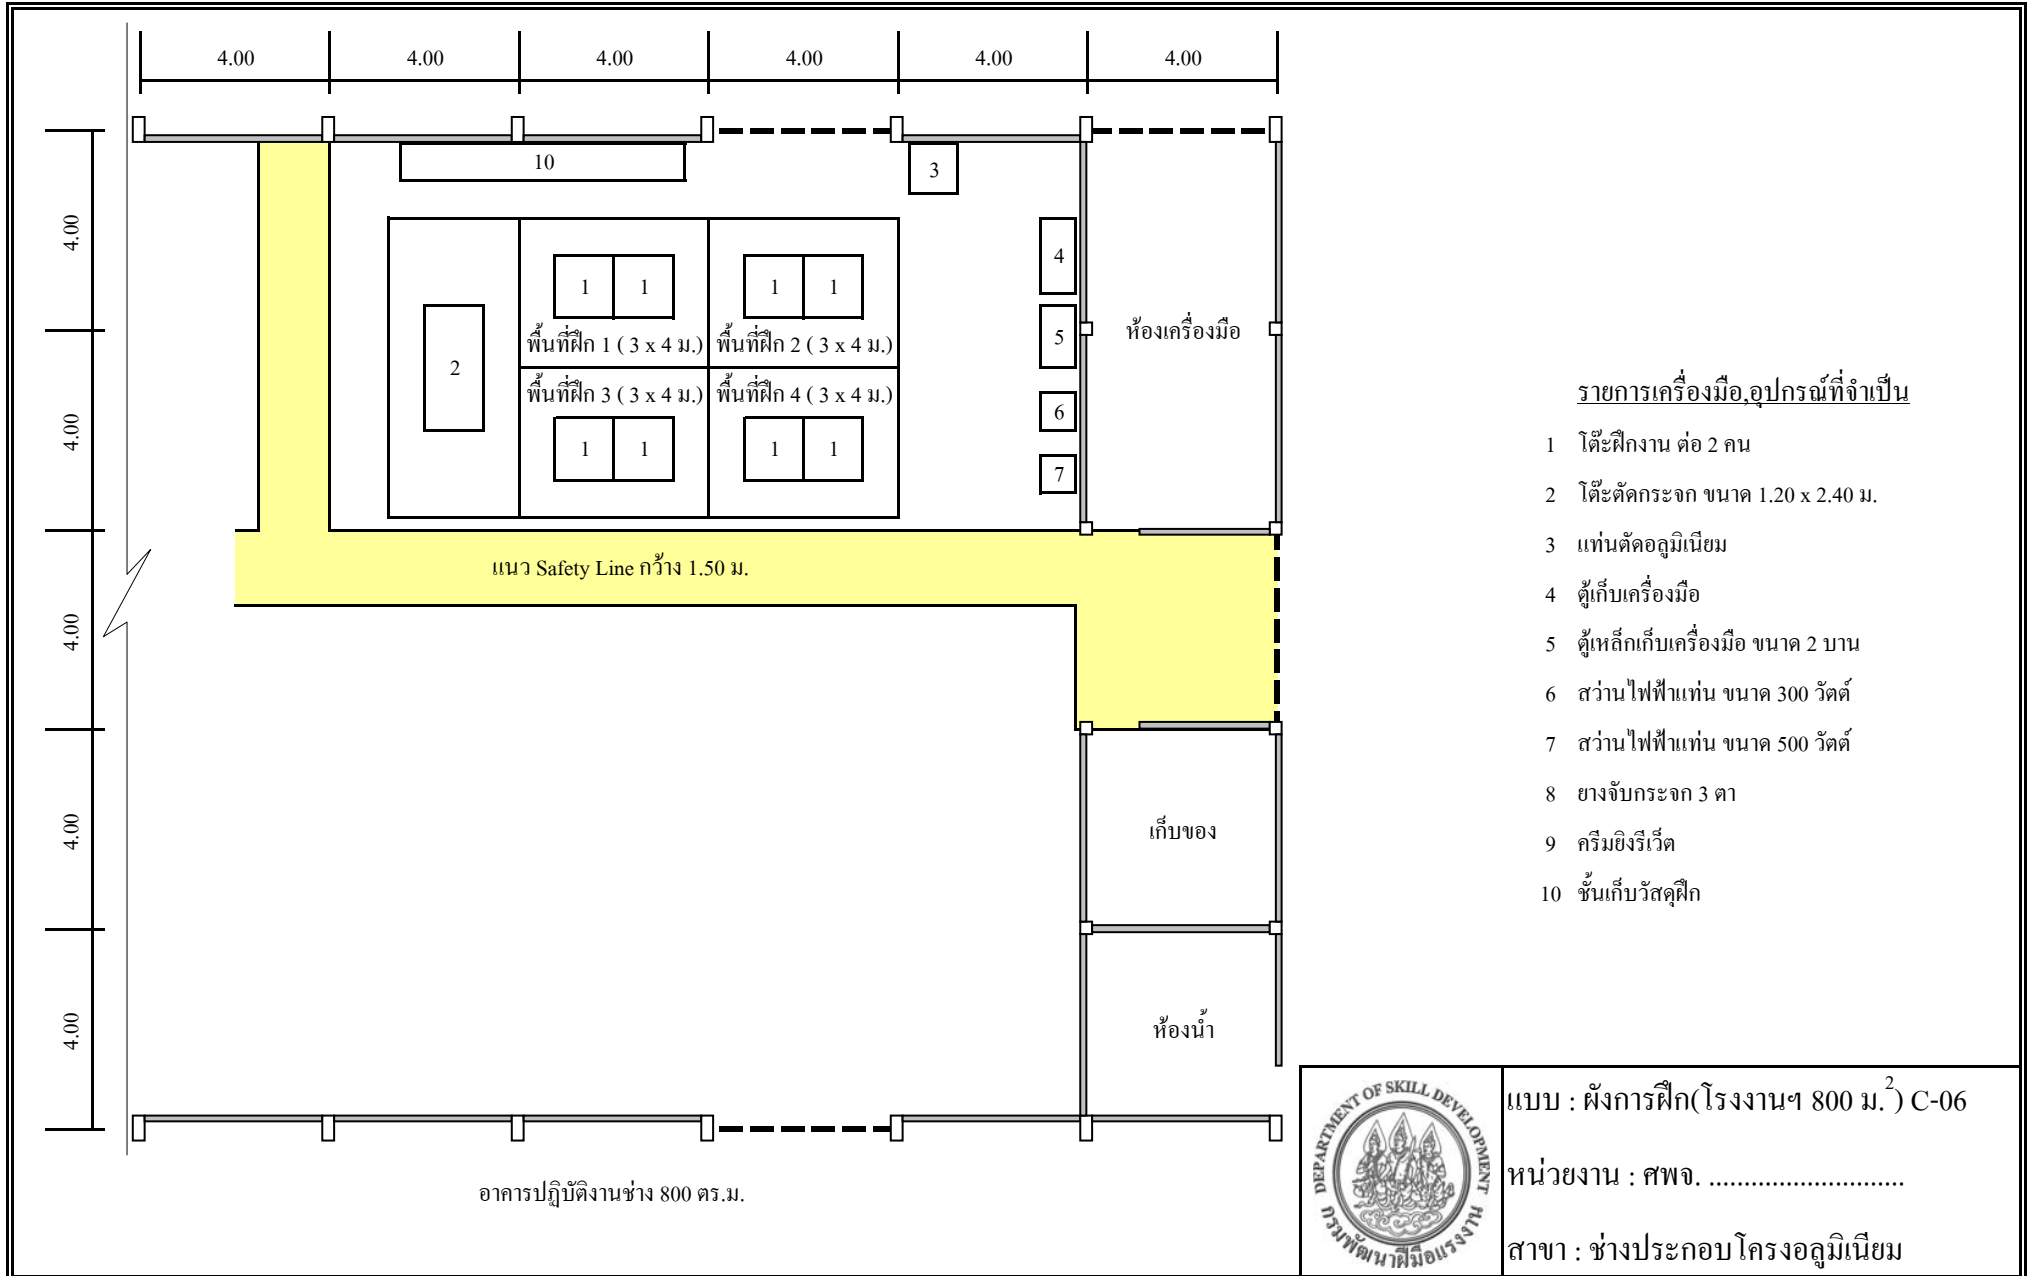 4.00 4.00 4.00 4.00 4.00 4.00
4.00
4.00
4.00
4.00
4.00
10
3
4
5
6
7
2
1 1 1 1
พื้นที่ฝึก 1 ( 3 x 4 ม.) พื้นที่ฝึก 2 ( 3 x 4 ม.)
พื้นที่ฝึก 3 ( 3 x 4 ม.) พื้นที่ฝึก 4 ( 3 x 4 ม.)
1 1 1 1
ห้องเครื่องมือ
แนว Safety Line กว้าง 1.50 ม.
เก็บของ
ห้องน้ำ
อาคารปฏิบัติงานช่าง 800 ตร.ม.
รายการเครื่องมือ,อุปกรณ์ที่จำเป็น
1 โต๊ะฝึกงาน ต่อ 2 คน
2 โต๊ะตัดกระจก ขนาด 1.20 x 2.40 ม.
3 แท่นตัดอลูมิเนียม
4 ตู้เก็บเครื่องมือ
5 ตู้เหล็กเก็บเครื่องมือ ขนาด 2 บาน
6 สว่านไฟฟ้าแท่น ขนาด 300 วัตต์
7 สว่านไฟฟ้าแท่น ขนาด 500 วัตต์
8 ยางจับกระจก 3 ตา
9 ครีมยิงรีเว็ต
10 ชั้นเก็บวัสดุฝึก
DEPARTMENT OF SKILL DEVELOPMENT
กรมพัฒนาฝีมือแรงงาน
แบบ : ผังการฝึก(โรงงานฯ 800 ม.²) C-06
หน่วยงาน : ศพจ. ............................
สาขา : ช่างประกอบโครงอลูมิเนียม